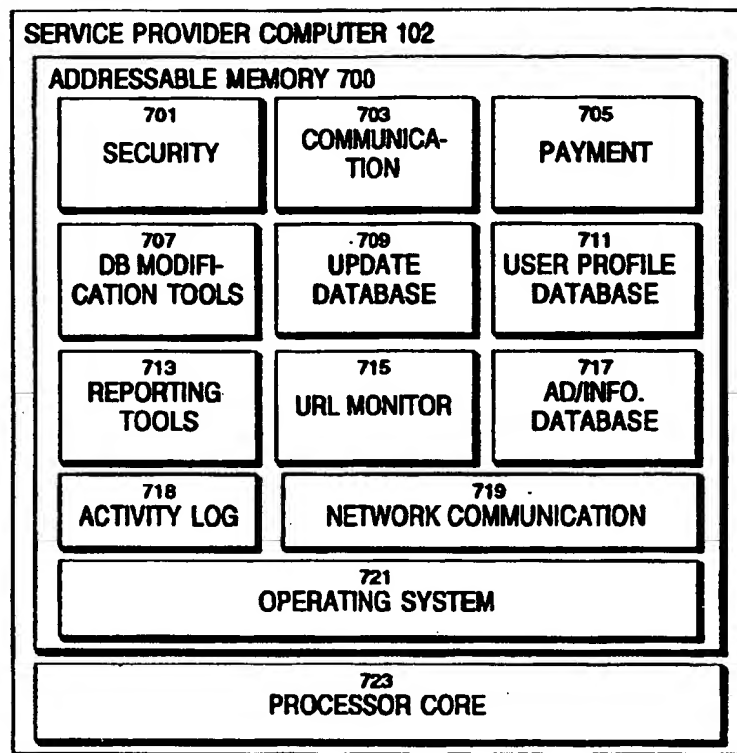 SERVICE PROVIDER COMPUTER 102
ADDRESSABLE MEMORY 700
701
SECURITY
703
COMMUNICA-
TION
705
PAYMENT
707
DB MODIFI-
CATION TOOLS
709
UPDATE
DATABASE
711
USER PROFILE
DATABASE
713
REPORTING
TOOLS
715
URL MONITOR
717
AD/INFO.
DATABASE
718
ACTIVITY LOG
719
NETWORK COMMUNICATION
721
OPERATING SYSTEM
723
PROCESSOR CORE